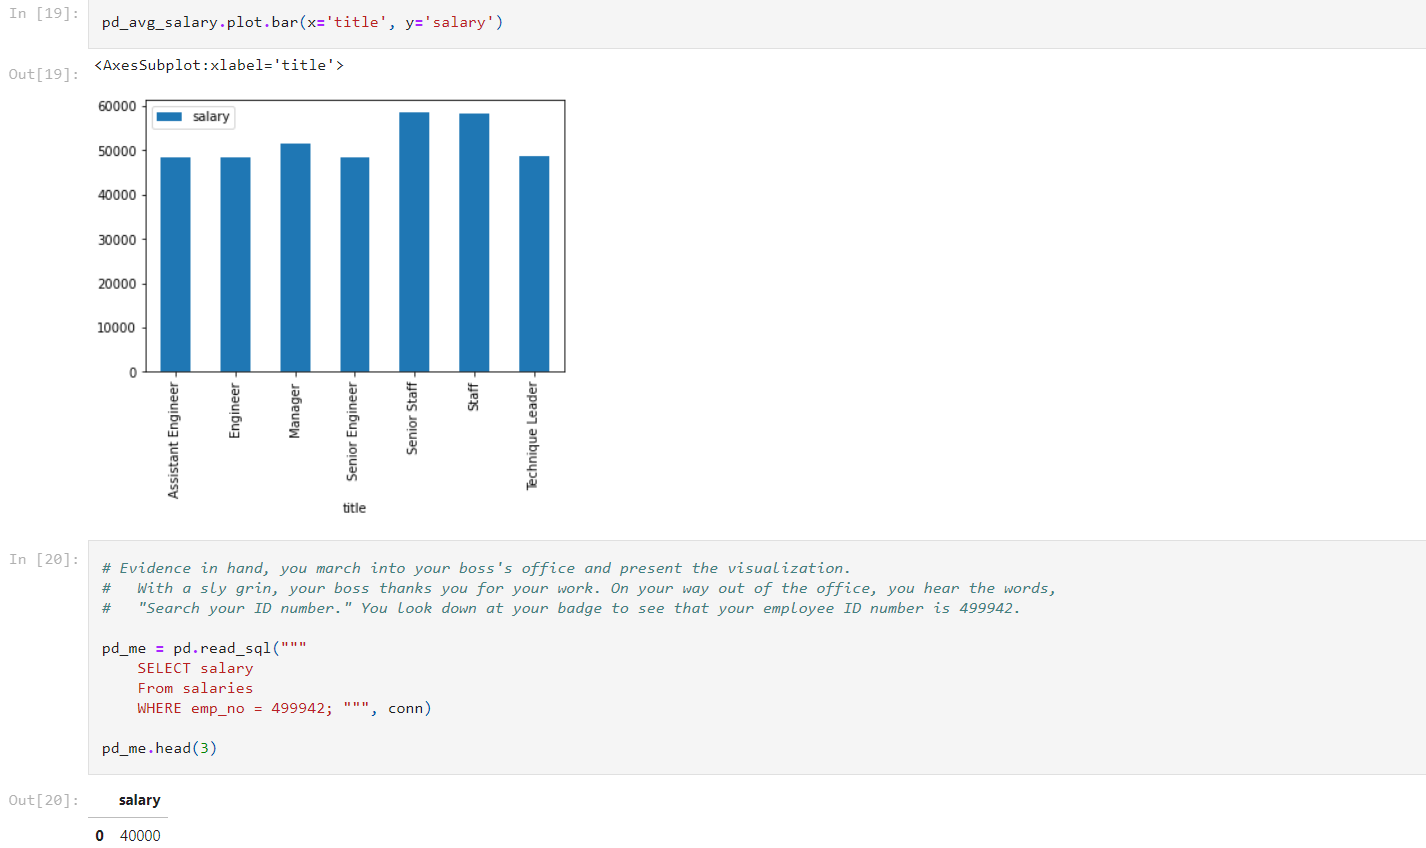 In [19]:
pd_avg_salary.plot.bar(x='title', y='salary')
Out[19]:
<AxesSubplot:xlabel='title'>
salary
60000
50000
40000
30000
20000
10000
0
Assistant Engineer
Engineer
Manager
Senior Engineer
Senior Staff
Staff
Technique Leader
title
In [20]:
# Evidence in hand, you march into your boss's office and present the visualization.
#   With a sly grin, your boss thanks you for your work. On your way out of the office, you hear the words,
#   "Search your ID number." You look down at your badge to see that your employee ID number is 499942.
pd_me = pd.read_sql("""
    SELECT salary
    From salaries
    WHERE emp_no = 499942; """, conn)
pd_me.head(3)
Out[20]:
salary
0 40000